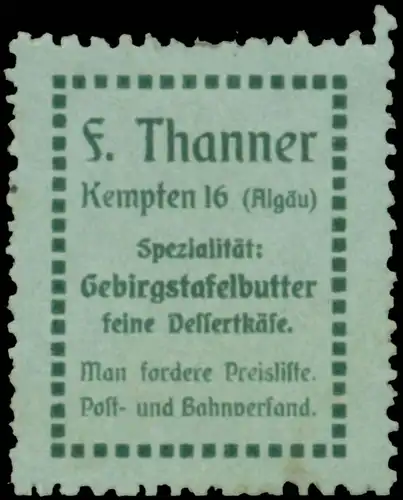 F. Thanner
Kempten 16 (Algäu)
Spezialität:
Gebirgstafelbutter
feine Deſſertkäſe.
Man fordere Preisliſte.
Poſt- und Bahnverſand.